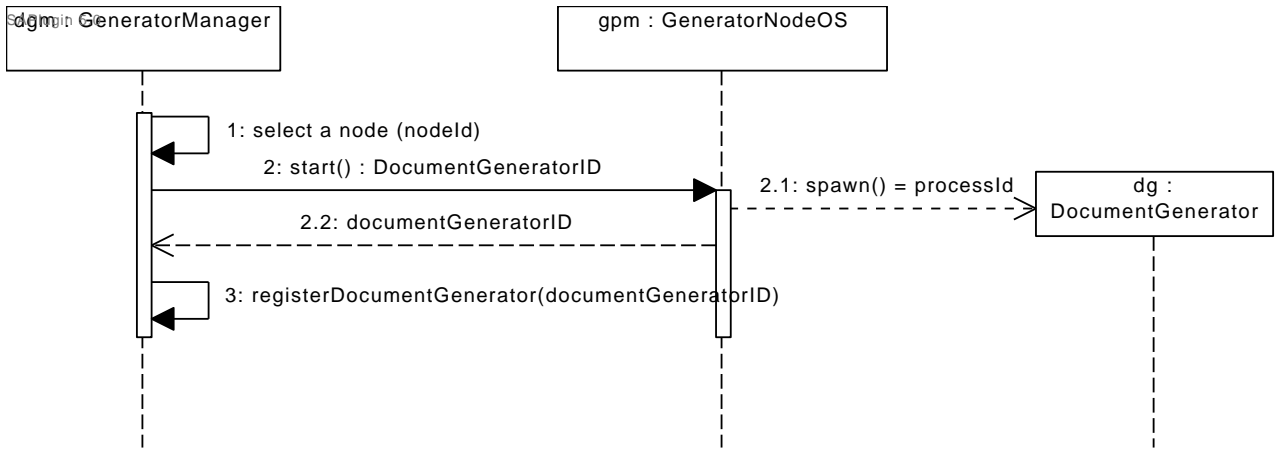 dgm : GeneratorManager
gpm : GeneratorNodeOS
1: select a node (nodeId)
2: start() : DocumentGeneratorID
2.1: spawn() = processId
dg :
DocumentGenerator
2.2: documentGeneratorID
3: registerDocumentGenerator(documentGeneratorID)